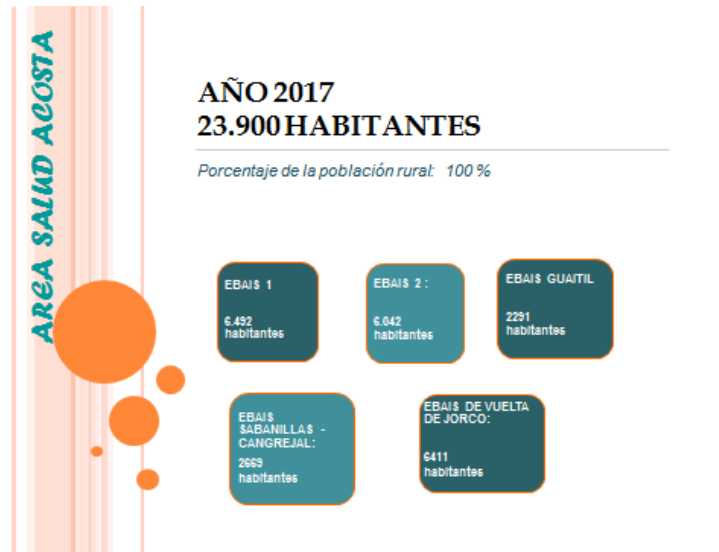 AREA SALUD ACOSTA
AÑO 2017
23.900 HABITANTES
Porcentaje de la población rural: 100 %
EBAIS 1
6.492
habitantes
EBAIS 2 :
6.042
habitantes
EBAIS GUAITIL
2291
habitantes
EBAIS
SABANILLAS -
CANGREJAL:
2669
habitantes
EBAIS DE VUELTA
DE JORCO:
6411
habitantes